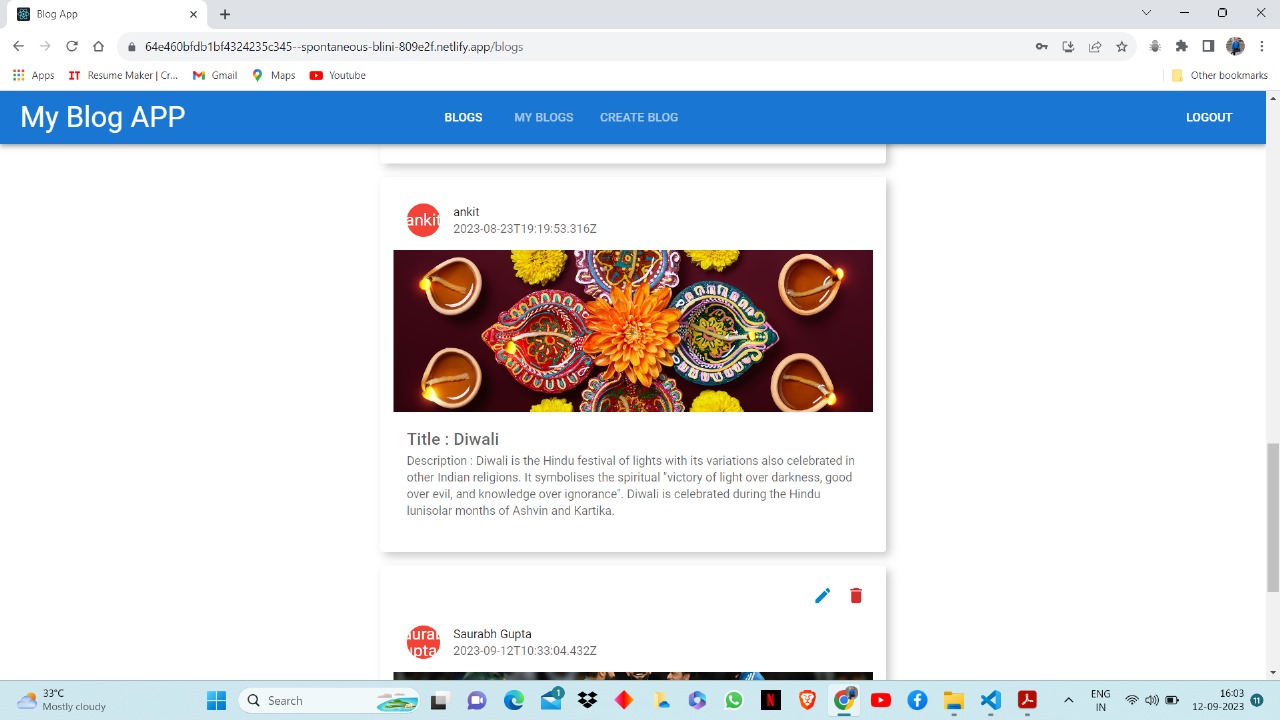 Blog App
64e460bfdb1bf4324235c345--spontaneous-blini-809e2f.netlify.app/blogs
Apps
IT Resume Maker | Cr...
Gmail
Maps
Youtube
Other bookmarks
My Blog APP
BLOGS
MY BLOGS
CREATE BLOG
LOGOUT
ankit
ankit
2023-08-23T19:19:53.316Z
Title : Diwali
Description : Diwali is the Hindu festival of lights with its variations also celebrated in
other Indian religions. It symbolises the spiritual "victory of light over darkness, good
over evil, and knowledge over ignorance". Diwali is celebrated during the Hindu
lunisolar months of Ashvin and Kartika.
Saurabh Gupta
2023-09-12T10:33:04.432Z
33°C
Mostly cloudy
Search
1
N
ENG
IN
16:03
12-09-2023
11